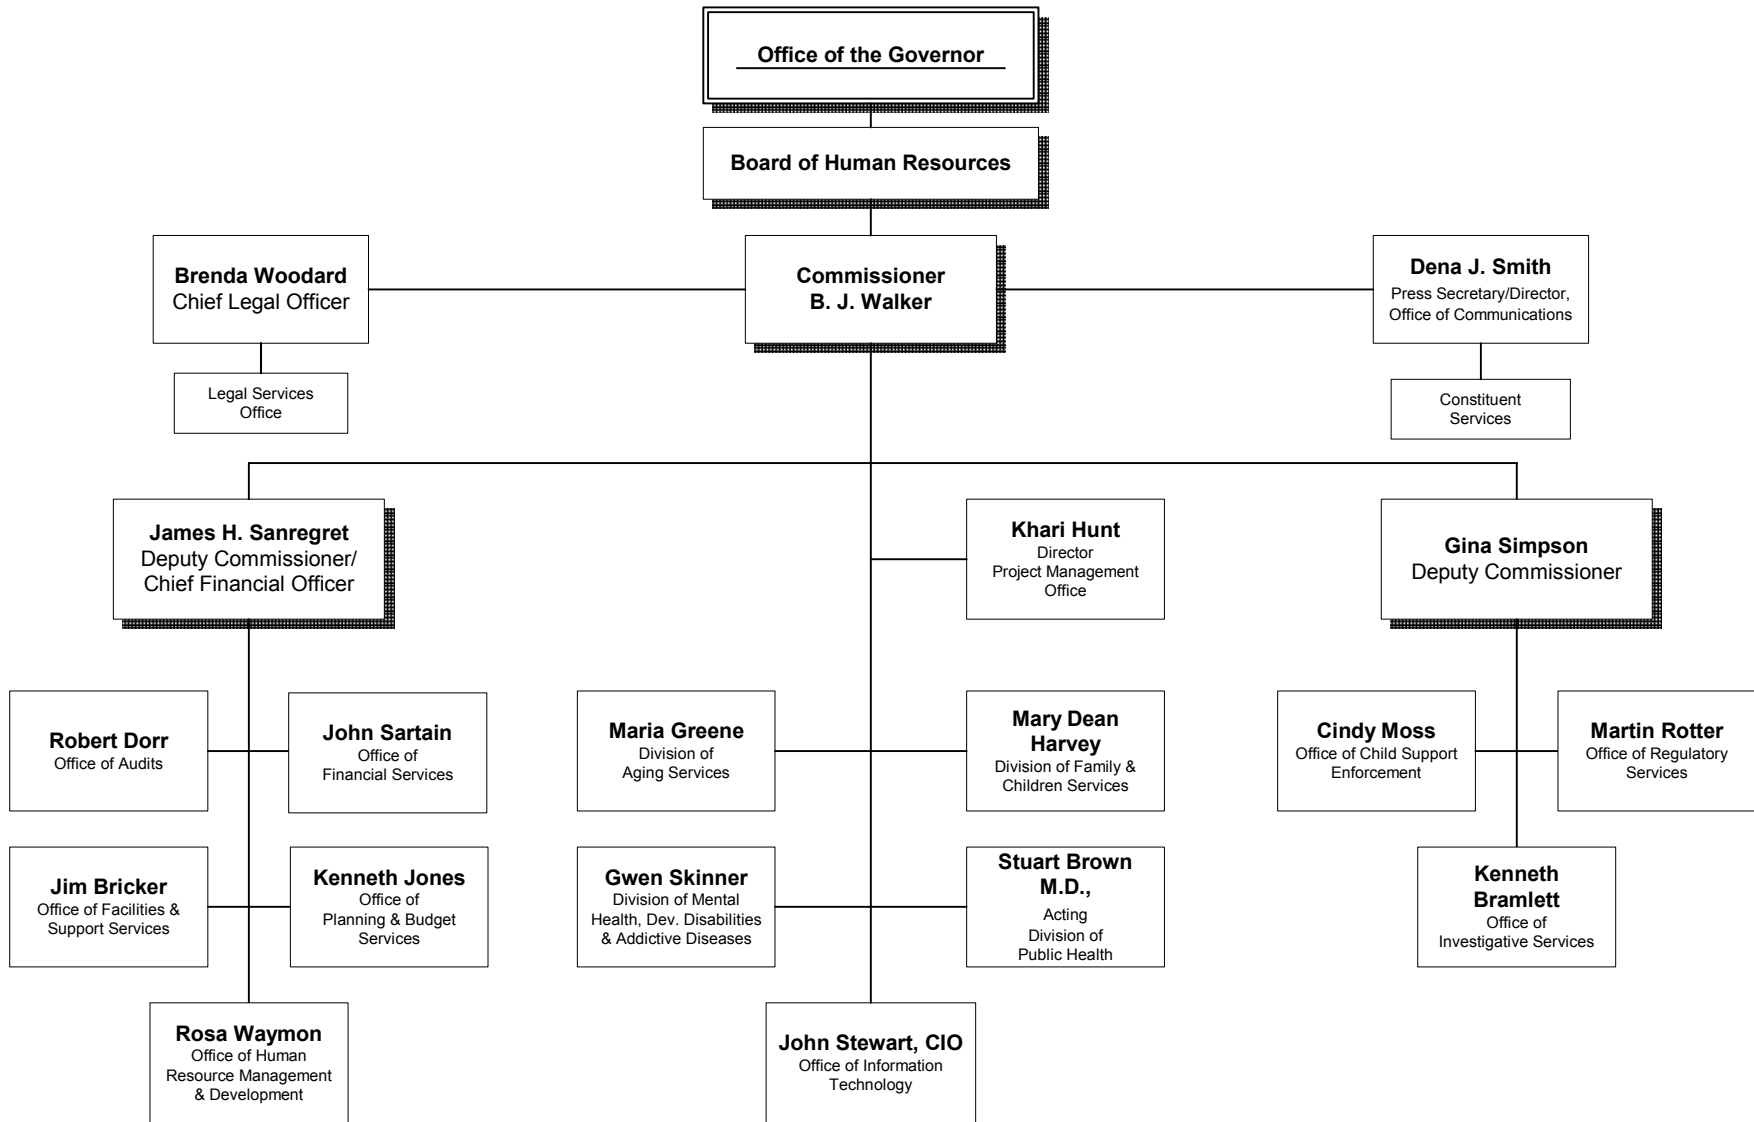 Office of the Governor
Board of Human Resources
Brenda Woodard
Chief Legal Officer
Commissioner
B. J. Walker
Dena J. Smith
Press Secretary/Director,
Office of Communications
Legal Services
Office
Constituent
Services
James H. Sanregret
Deputy Commissioner/
Chief Financial Officer
Khari Hunt
Director
Project Management
Office
Gina Simpson
Deputy Commissioner
Robert Dorr
Office of Audits
John Sartain
Office of
Financial Services
Maria Greene
Division of
Aging Services
Mary Dean
Harvey
Division of Family &
Children Services
Cindy Moss
Office of Child Support
Enforcement
Martin Rotter
Office of Regulatory
Services
Jim Bricker
Office of Facilities &
Support Services
Kenneth Jones
Office of
Planning & Budget
Services
Gwen Skinner
Division of Mental
Health, Dev. Disabilities
& Addictive Diseases
Stuart Brown
M.D.,
Acting
Division of
Public Health
Kenneth
Bramlett
Office of
Investigative Services
Rosa Waymon
Office of Human
Resource Management
& Development
John Stewart, CIO
Office of Information
Technology